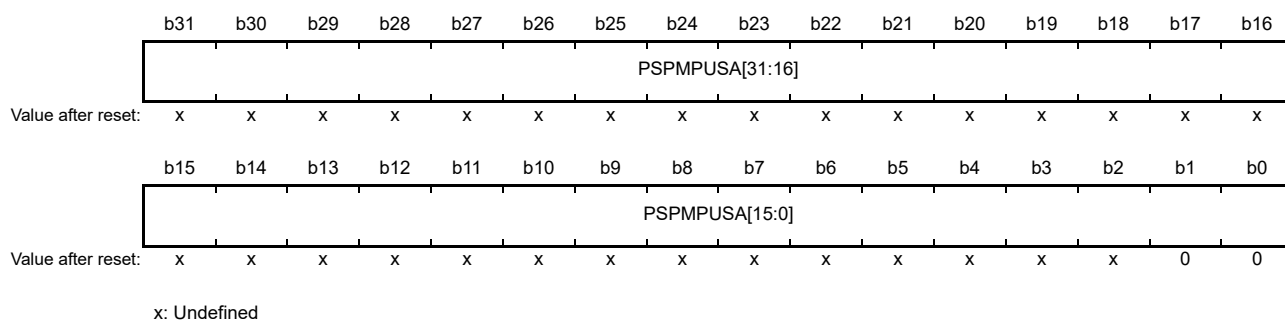 b31 b30 b29 b28 b27 b26 b25 b24 b23 b22 b21 b20 b19 b18 b17 b16
PSPMPUSA[31:16]
Value after reset: x x x x x x x x x x x x x x x x
b15 b14 b13 b12 b11 b10 b9 b8 b7 b6 b5 b4 b3 b2 b1 b0
PSPMPUSA[15:0]
Value after reset: x x x x x x x x x x x x x x 0 0
x: Undefined